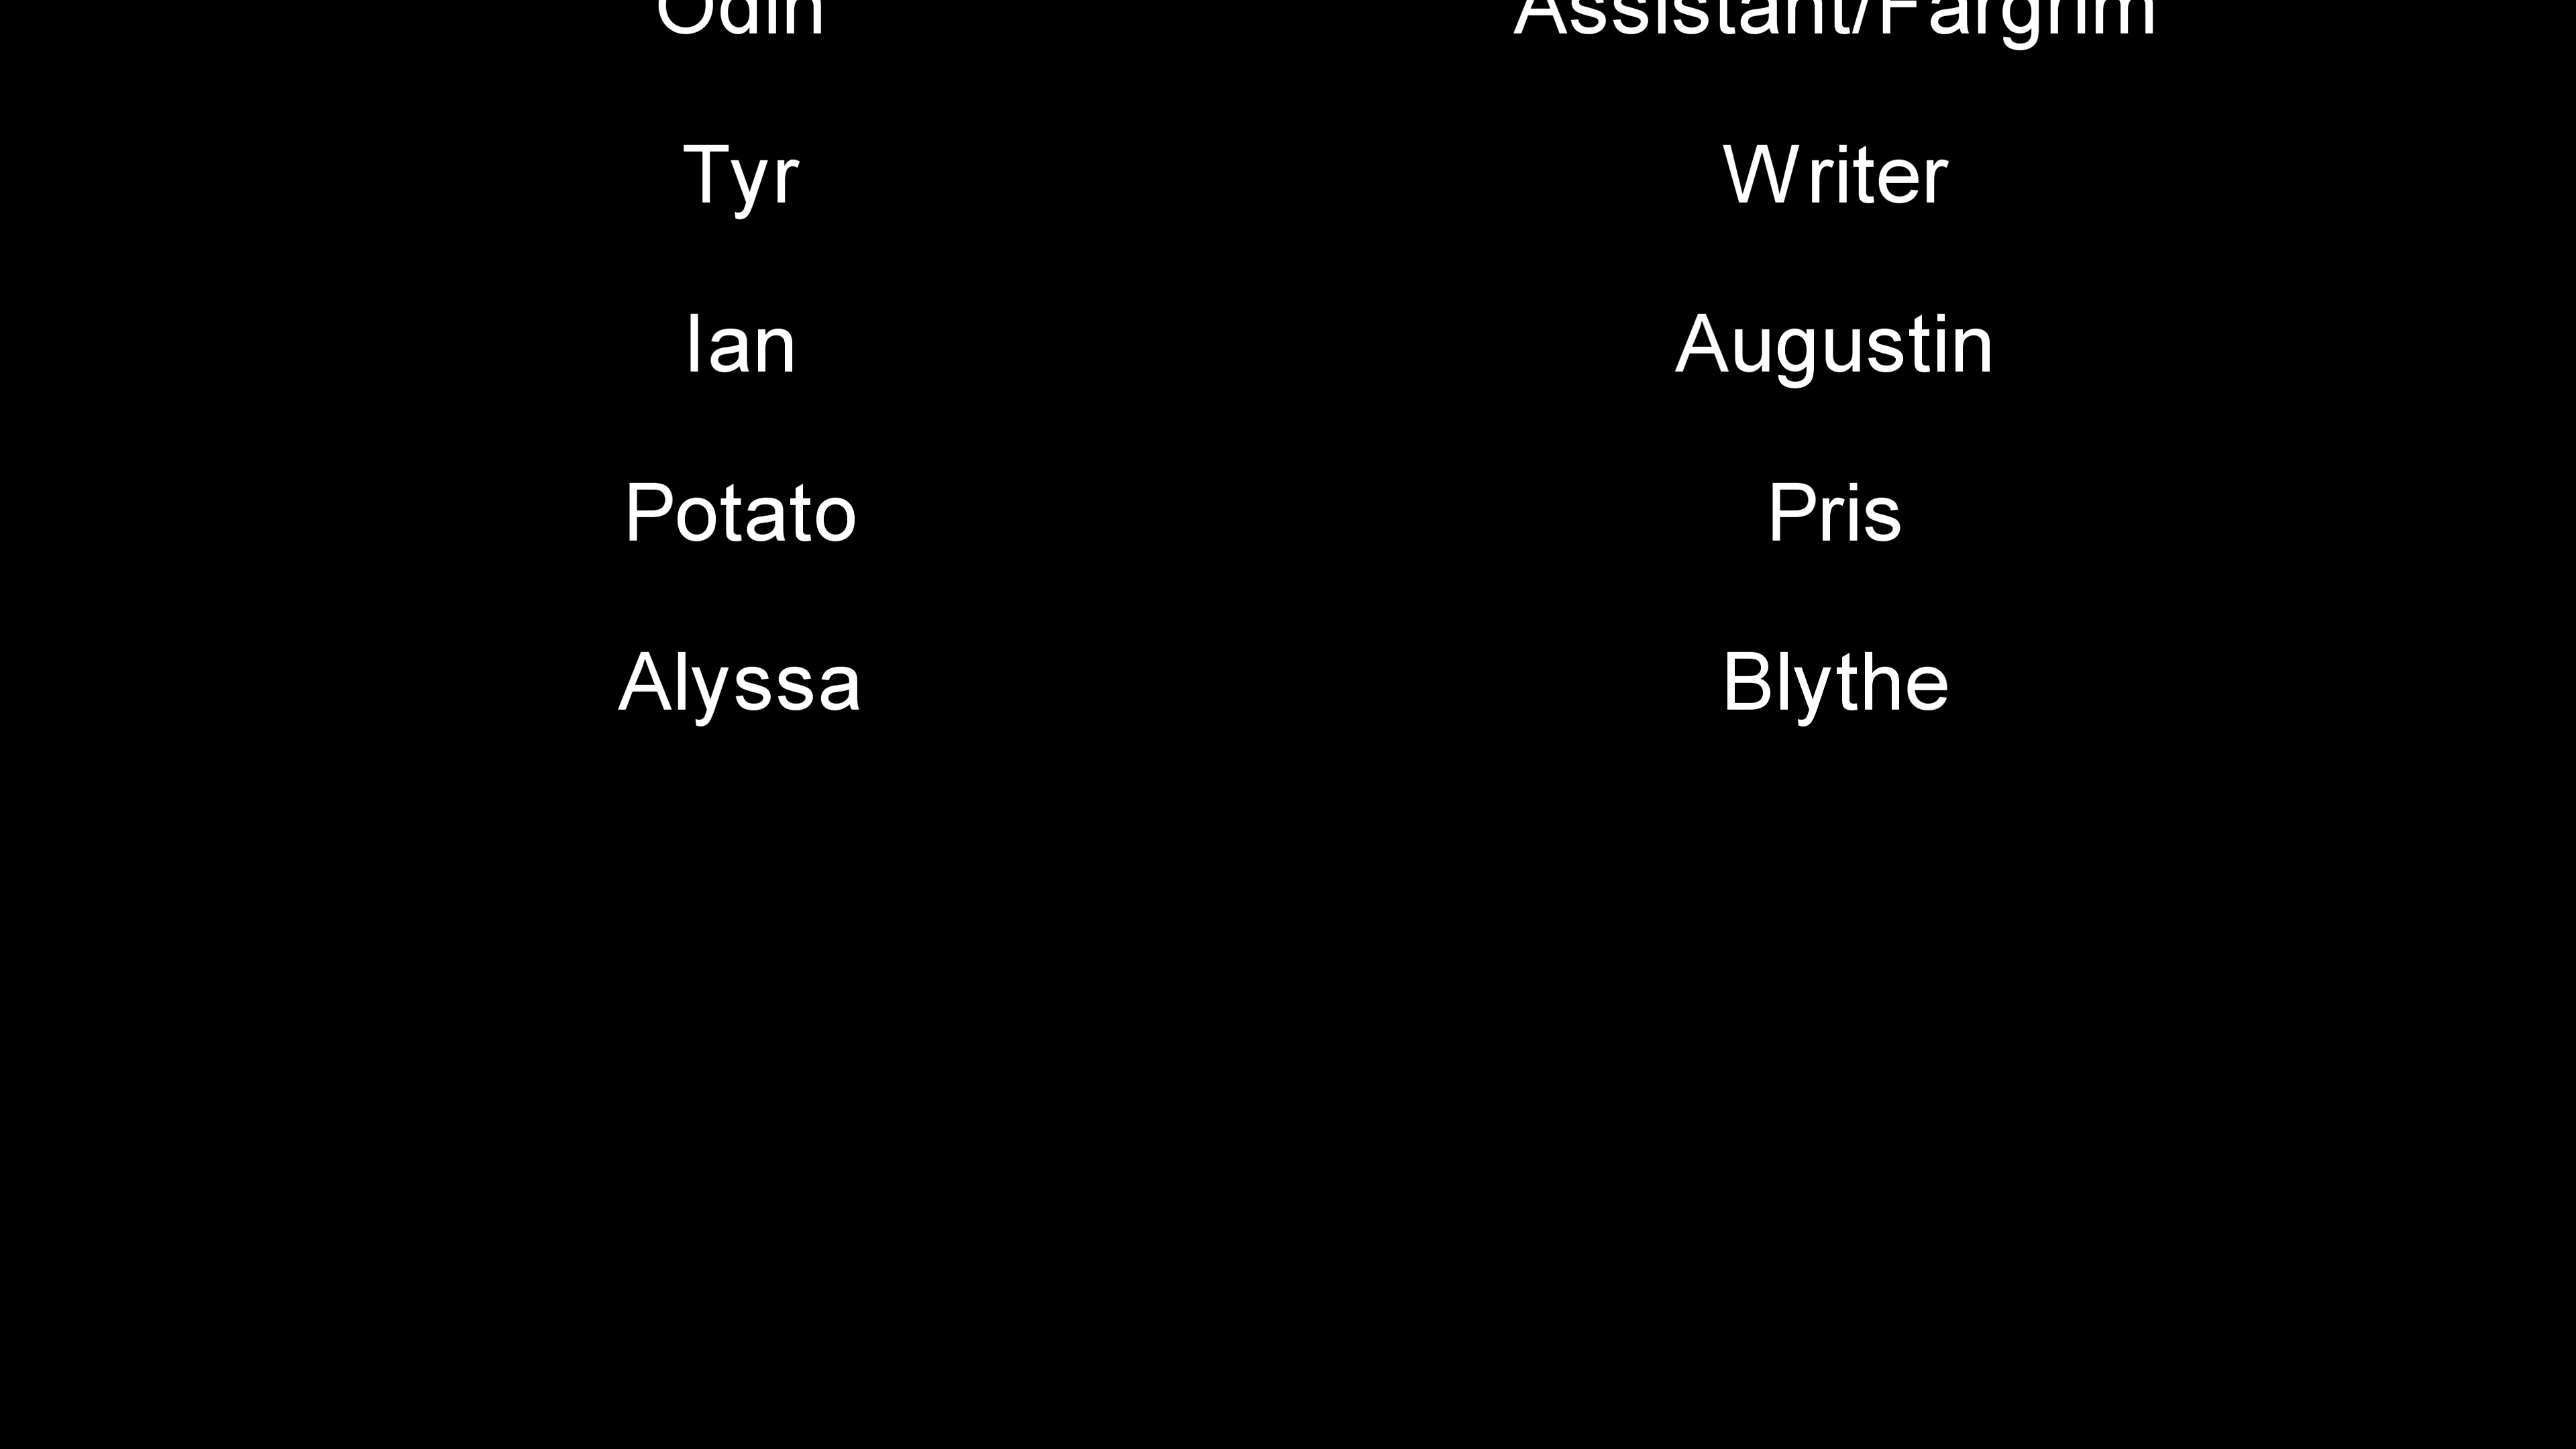 Odin Assistant/Fargrim
Tyr Writer
Ian Augustin
Potato Pris
Alyssa Blythe